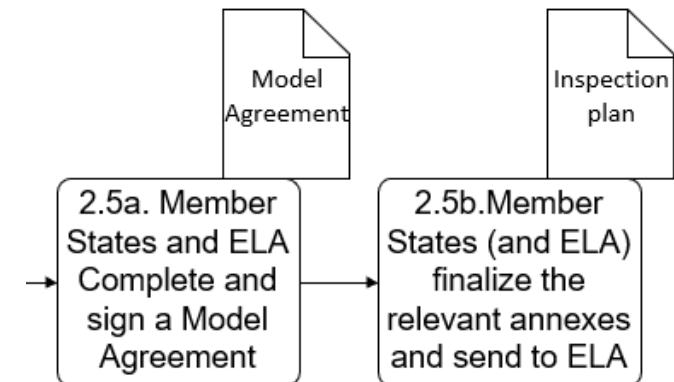 Model
Agreement
Inspection
plan
2.5a. Member
States and ELA
Complete and
sign a Model
Agreement
2.5b.Member
States (and ELA)
finalize the
relevant annexes
and send to ELA